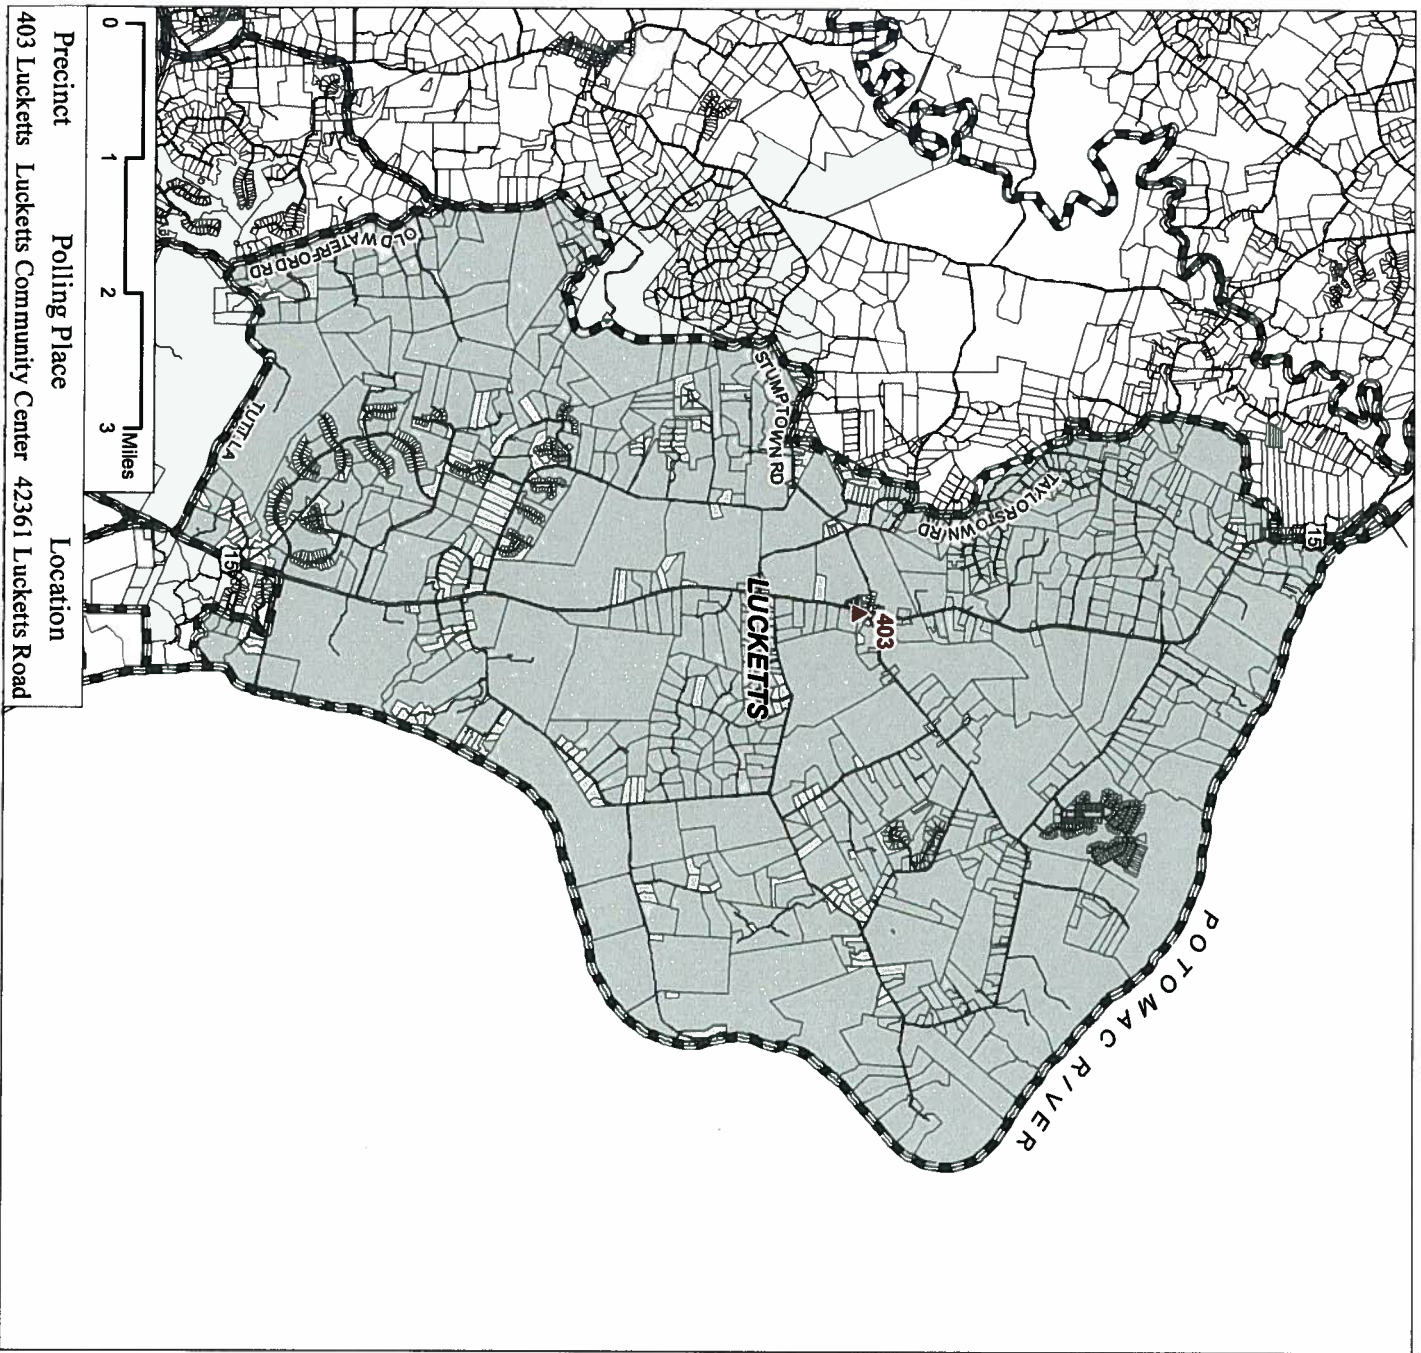 POTOMAC RIVER
15
TAYLORSTOWN RD
403
LUCKETTS
STUMPTOWN RD
OLD WATERFORD RD
TUTT LA
15
0 1 2 3 Miles
Precinct Polling Place Location
403 Lucketts Lucketts Community Center 42361 Lucketts Road